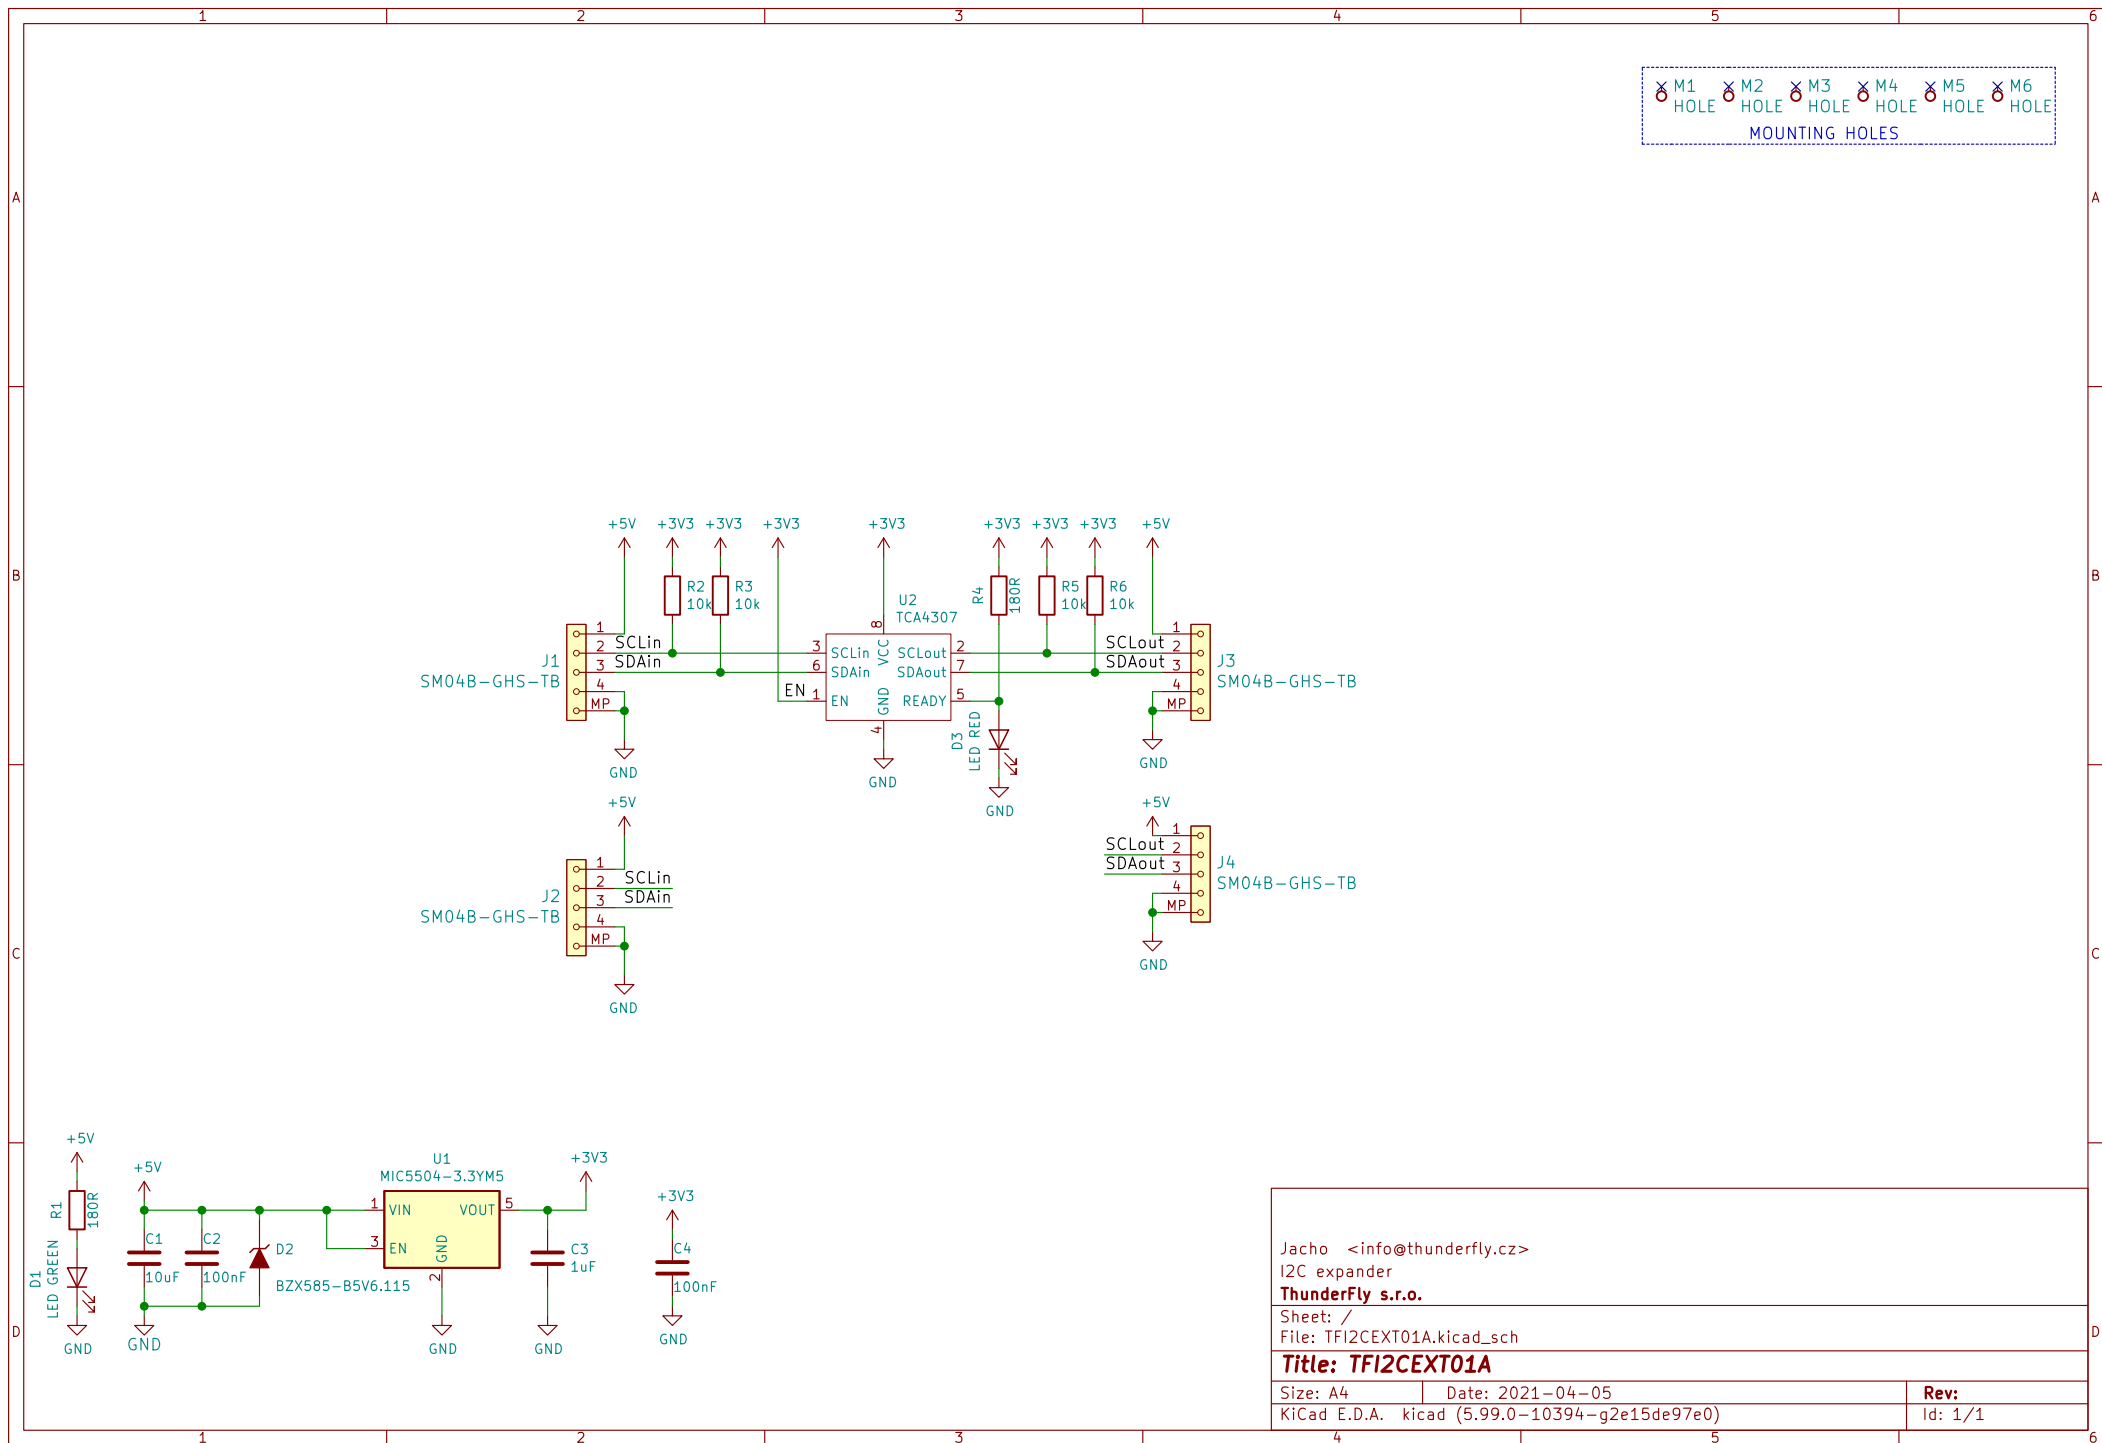 1 2 3 4 5 6
A A
B B
C C
D D
M1 M2 M3 M4 M5 M6
HOLE HOLE HOLE HOLE HOLE HOLE
MOUNTING HOLES
+5V +3V3 +3V3 +3V3 +3V3 +3V3 +3V3 +3V3 +5V
R2
10k
R3
10k
R4
180R
R5
10k
R6
10k
U2
TCA4307
J1
SM04B-GHS-TB
1
2
3
4
MP
SCLin
SDAin
GND
EN
3 SCLin
6 SDAin
1 EN
8 VCC
4 GND
SCLout 2
SDAout 7
READY 5
GND
D3
LED RED
GND
SCLout
SDAout
1
2
3
4
MP
J3
SM04B-GHS-TB
GND
+5V
J2
SM04B-GHS-TB
1
2
3
4
MP
SCLin
SDAin
GND
+5V
SCLout
SDAout
1
2
3
4
MP
J4
SM04B-GHS-TB
GND
+5V
R1
180R
D1
LED GREEN
GND
+5V
C1
10uF
GND
C2
100nF
D2
BZX585-B5V6.115
U1
MIC5504-3.3YM5
1 VIN
3 EN
VOUT 5
GND
2
GND
+3V3
C3
1uF
GND
+3V3
C4
100nF
GND
Jacho <info@thunderfly.cz>
I2C expander
ThunderFly s.r.o.
Sheet: /
File: TFI2CEXT01A.kicad_sch
Title: TFI2CEXT01A
Size: A4 Date: 2021-04-05 Rev:
KiCad E.D.A. kicad (5.99.0-10394-g2e15de97e0) Id: 1/1
1 2 3 4 5 6